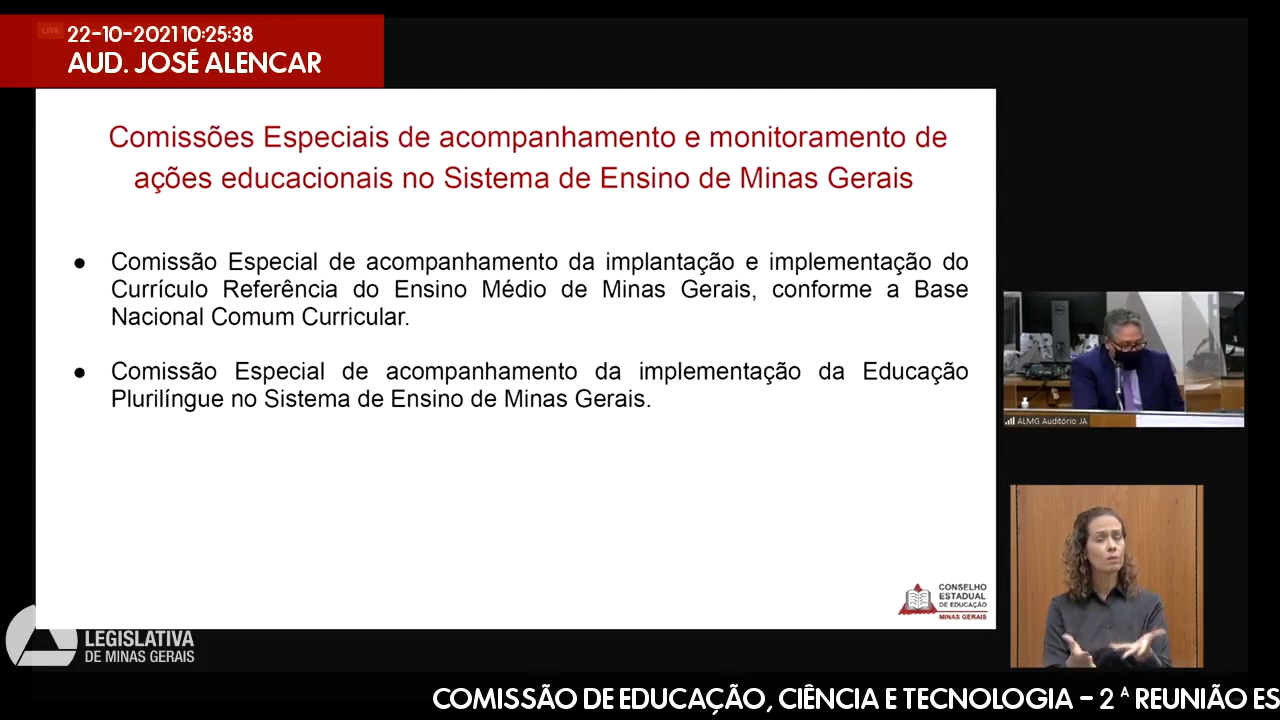 LIVE
22-10-2021 10:25:38
AUD. JOSÉ ALENCAR
Comissões Especiais de acompanhamento e monitoramento de
ações educacionais no Sistema de Ensino de Minas Gerais
● Comissão Especial de acompanhamento da implantação e implementação do
Currículo Referência do Ensino Médio de Minas Gerais, conforme a Base
Nacional Comum Curricular.
● Comissão Especial de acompanhamento da implementação da Educação
Plurilíngue no Sistema de Ensino de Minas Gerais.
CONSELHO
ESTADUAL
DE EDUCAÇÃO
MINAS GERAIS
ALMG Auditório JA
LEGISLATIVA
DE MINAS GERAIS
COMISSÃO DE EDUCAÇÃO, CIÊNCIA E TECNOLOGIA – 2 ª REUNIÃO ES